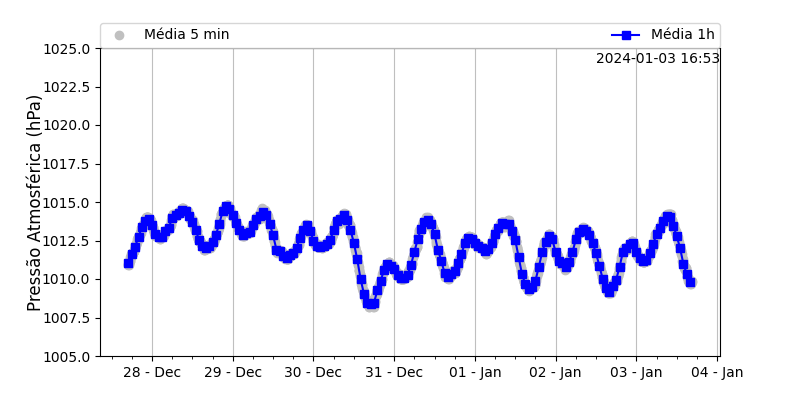 Média 5 min
Média 1h
2024-01-03 16:53
Pressão Atmosférica (hPa)
1025.0
1022.5
1020.0
1017.5
1015.0
1012.5
1010.0
1007.5
1005.0
28 - Dec
29 - Dec
30 - Dec
31 - Dec
01 - Jan
02 - Jan
03 - Jan
04 - Jan